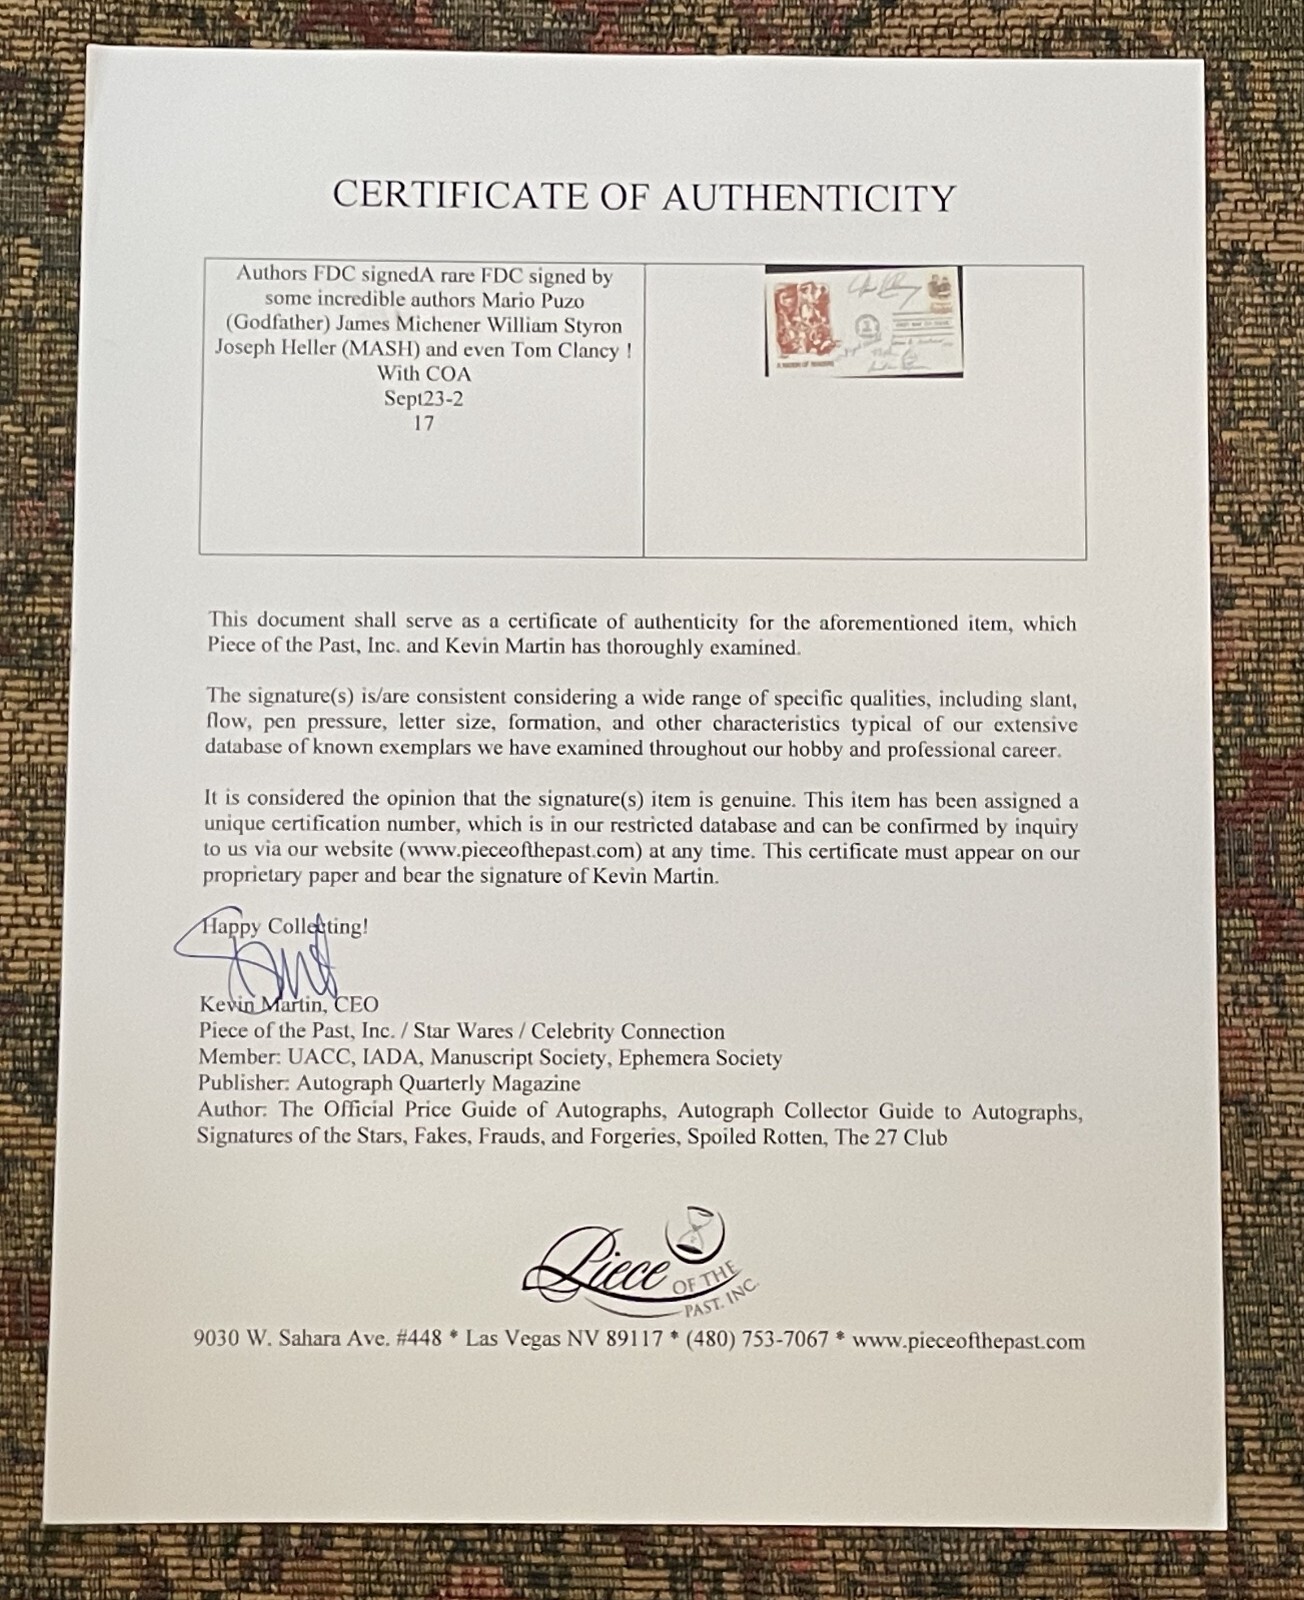 CERTIFICATE OF AUTHENTICITY
Authors FDC signedA rare FDC signed by
some incredible authors Mario Puzo
(Godfather) James Michener William Styron
Joseph Heller (MASH) and even Tom Clancy !
With COA
Sept23-2
17
A NATION OF READERS
This document shall serve as a certificate of authenticity for the aforementioned item, which
Piece of the Past, Inc. and Kevin Martin has thoroughly examined.
The signature(s) is/are consistent considering a wide range of specific qualities, including slant,
flow, pen pressure, letter size, formation, and other characteristics typical of our extensive
database of known exemplars we have examined throughout our hobby and professional career.
It is considered the opinion that the signature(s) item is genuine. This item has been assigned a
unique certification number, which is in our restricted database and can be confirmed by inquiry
to us via our website (www.pieceofthepast.com) at any time. This certificate must appear on our
proprietary paper and bear the signature of Kevin Martin.
Happy Collecting!
Kevin Martin, CEO
Piece of the Past, Inc. / Star Wares / Celebrity Connection
Member: UACC, IADA, Manuscript Society, Ephemera Society
Publisher: Autograph Quarterly Magazine
Author: The Official Price Guide of Autographs, Autograph Collector Guide to Autographs,
Signatures of the Stars, Fakes, Frauds, and Forgeries, Spoiled Rotten, The 27 Club
Piece OF THE
PAST, INC.
9030 W. Sahara Ave. #448 * Las Vegas NV 89117 * (480) 753-7067 * www.pieceofthepast.com